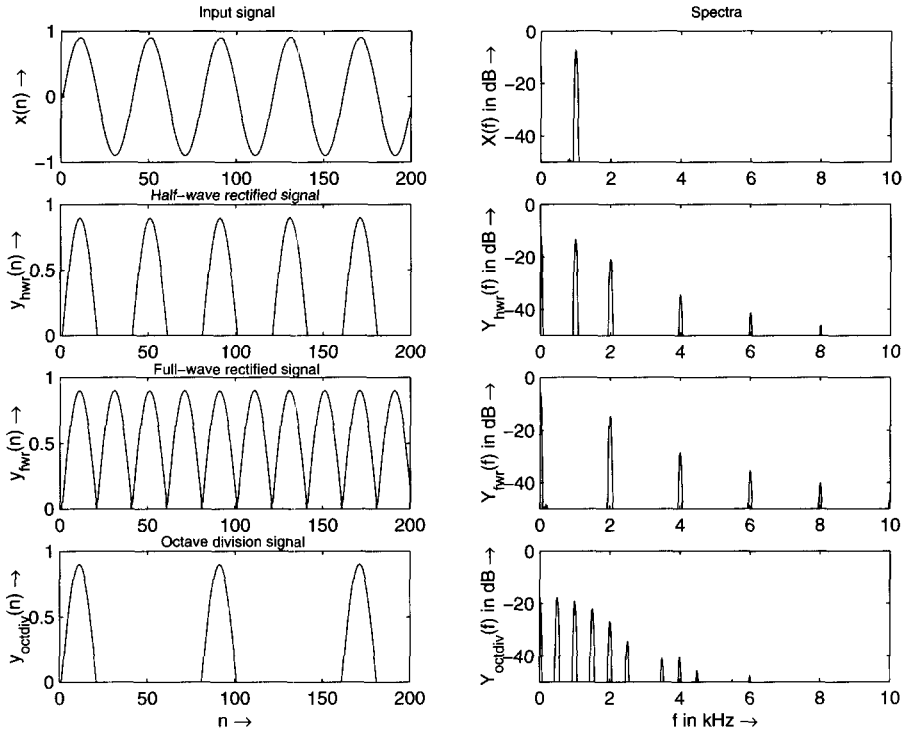 Input signal
1
x(n) →
0
−1
0 50 100 150 200
Spectra
0
X(f) in dB →
−20
−40
0 2 4 6 8 10
Half−wave rectified signal
1
y_hwr(n) →
0.5
0
0 50 100 150 200
0
Y_hwr(f) in dB →
−20
−40
0 2 4 6 8 10
Full−wave rectified signal
1
y_fwr(n) →
0.5
0
0 50 100 150 200
0
Y_fwr(f) in dB →
−20
−40
0 2 4 6 8 10
Octave division signal
1
y_octdiv(n) →
0.5
0
0 50 100 150 200
n →
0
Y_octdiv(f) in dB →
−20
−40
0 2 4 6 8 10
f in kHz →